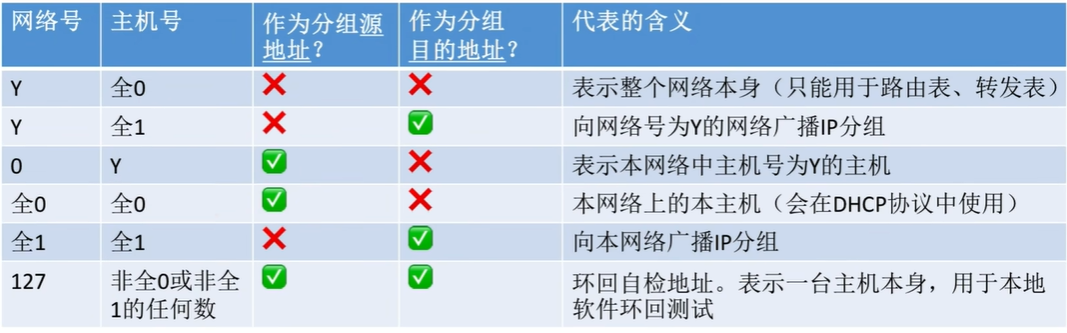 网络号 主机号 作为分组源地址? 作为分组目的地址? 代表的含义
Y 全0 ❌ ❌ 表示整个网络本身（只能用于路由表、转发表）
Y 全1 ❌ ✅ 向网络号为Y的网络广播IP分组
0 Y ✅ ❌ 表示本网络中主机号为Y的主机
全0 全0 ✅ ❌ 本网络上的本主机（会在DHCP协议中使用）
全1 全1 ❌ ✅ 向本网络广播IP分组
127 非全0或非全1的任何数 ✅ ✅ 环回自检地址。表示一台主机本身，用于本地软件环回测试